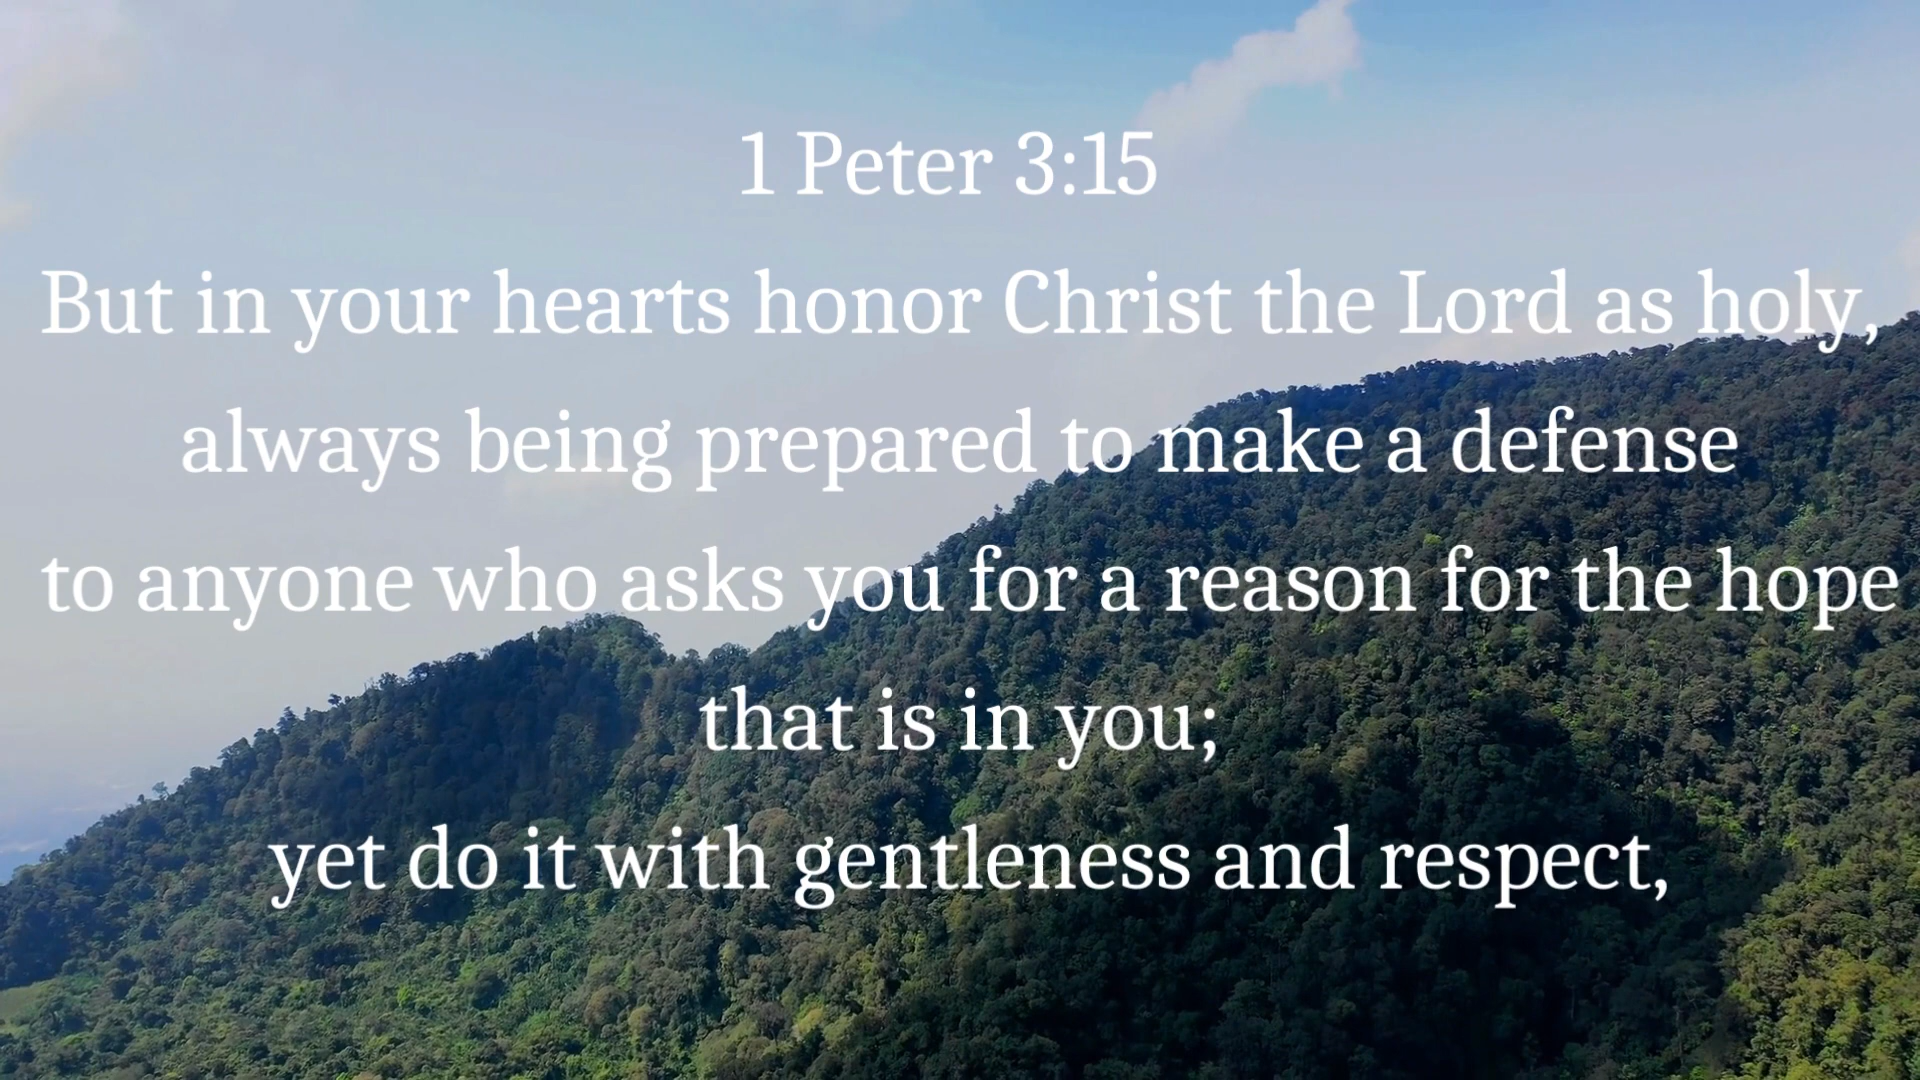 1 Peter 3:15
But in your hearts honor Christ the Lord as holy,
always being prepared to make a defense
to anyone who asks you for a reason for the hope
that is in you;
yet do it with gentleness and respect,